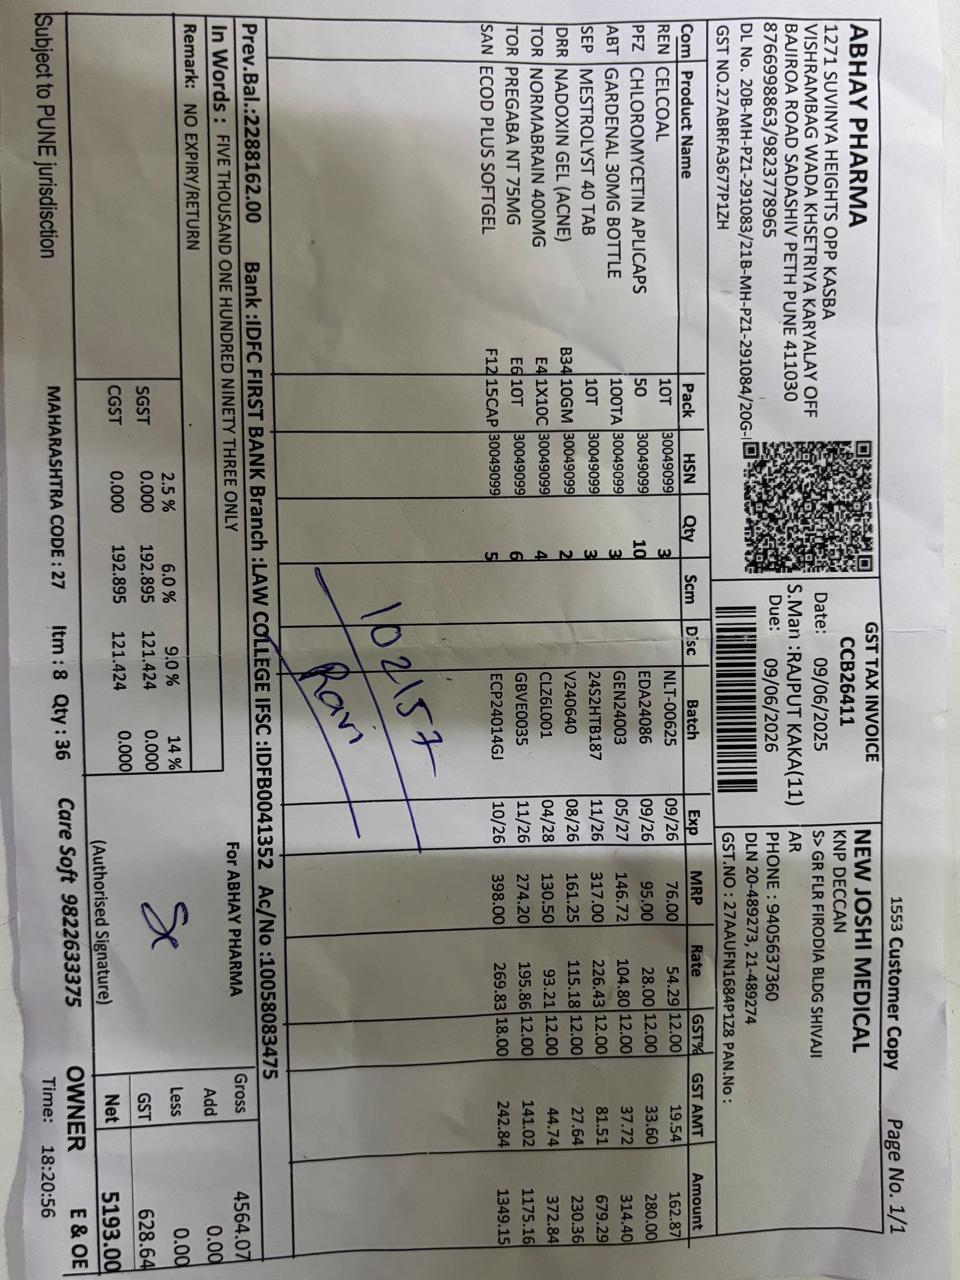 1553 Customer Copy Page No. 1/1
ABHAY PHARMA
1271 SUVINYA HEIGHTS OPP KASBA
VISHRAMBAG WADA KHSETRIYA KARYALAY OFF
BAJIROA ROAD SADASHIV PETH PUNE 411030
8766998863/9823778965
DL No. 20B-MH-PZ1-291083/21B-MH-PZ1-291084/20G-
GST NO.27ABRFA3677P1ZH
GST TAX INVOICE
CCB26411
Date: 09/06/2025
S.Man :RAJPUT KAKA(11)
Due: 09/06/2026
NEW JOSHI MEDICAL
KNP DECCAN
S> GR FLR FIRODIA BLDG SHIVAJI
AR
PHONE : 9405637360
DLN 20-489273, 21-489274
GST.NO : 27AAUFN1684P1Z8 PAN.No :
Com Product Name Pack HSN Qty Scm Disc Batch Exp MRP Rate GST% GST AMT Amount
REN CELCOAL 10T 30049099 3 NLT-00625 09/26 76.00 54.29 12.00 19.54 162.87
PFZ CHLOROMYCETIN APLICAPS 50 30049099 10 EDA24086 09/26 95.00 28.00 12.00 33.60 280.00
ABT GARDENAL 30MG BOTTLE 100TA 30049099 3 GEN24003 05/27 146.72 104.80 12.00 37.72 314.40
SEP MESTROLYST 40 TAB 10T 30049099 3 24S2HTB187 11/26 317.00 226.43 12.00 81.51 679.29
DRR NADOXIN GEL (ACNE) B34 10GM 30049099 2 V240640 08/26 161.25 115.18 12.00 27.64 230.36
TOR NORMABRAIN 400MG E4 1X10C 30049099 4 CLZ6L001 04/28 130.50 93.21 12.00 44.74 372.84
TOR PREGABA NT 75MG E6 10T 30049099 6 GBVE0035 11/26 274.20 195.86 12.00 141.02 1175.16
SAN ECOD PLUS SOFTGEL F12 15CAP 30049099 5 ECP24014GJ 10/26 398.00 269.83 18.00 242.84 1349.15
102157
Ravi
Prev.Bal.:2288162.00 Bank :IDFC FIRST BANK Branch :LAW COLLEGE IFSC :IDFB0041352 Ac/No :10058083475
In Words : FIVE THOUSAND ONE HUNDRED NINETY THREE ONLY
Remark: NO EXPIRY/RETURN
2.5 % 6.0 % 9.0 % 14 %
SGST 0.000 192.895 121.424 0.000
CGST 0.000 192.895 121.424 0.000
For ABHAY PHARMA
(Authorised Signature)
Gross 4564.07
Add 0.00
Less 0.00
GST 628.64
Net 5193.00
Subject to PUNE jurisdisction MAHARASHTRA CODE : 27 Itm : 8 Qty : 36 Care Soft 9822633375 OWNER E & OE
Time: 18:20:56